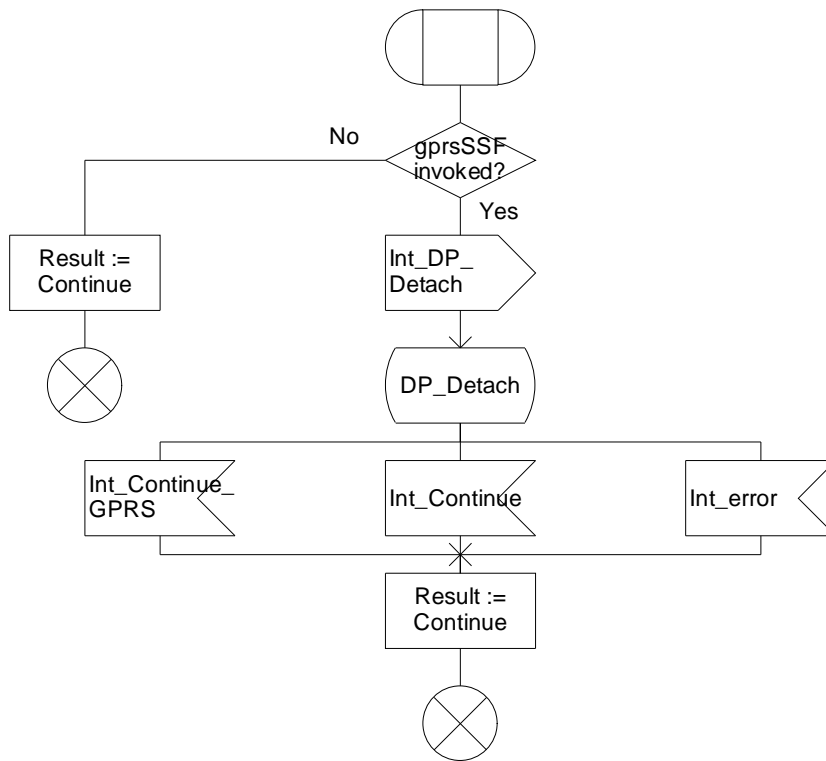 gprsSSF
invoked?
No
Yes
Result :=
Continue
Int_DP_
Detach
DP_Detach
Int_Continue_
GPRS
Int_Continue
Int_error
Result :=
Continue